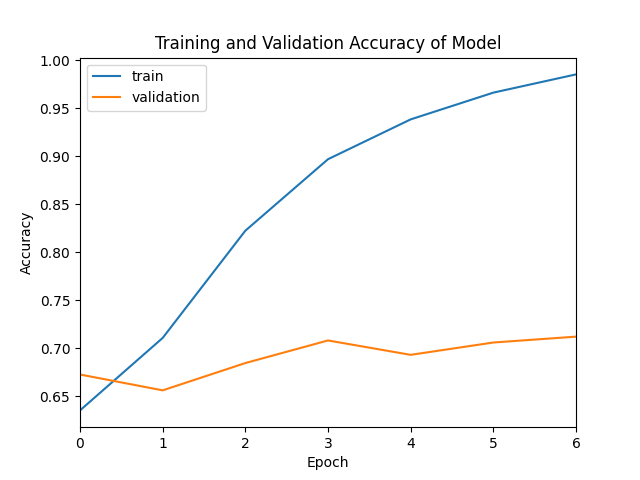 Training and Validation Accuracy of Model
train
validation
1.00
0.95
0.90
0.85
0.80
0.75
0.70
0.65
Accuracy
0 1 2 3 4 5 6
Epoch